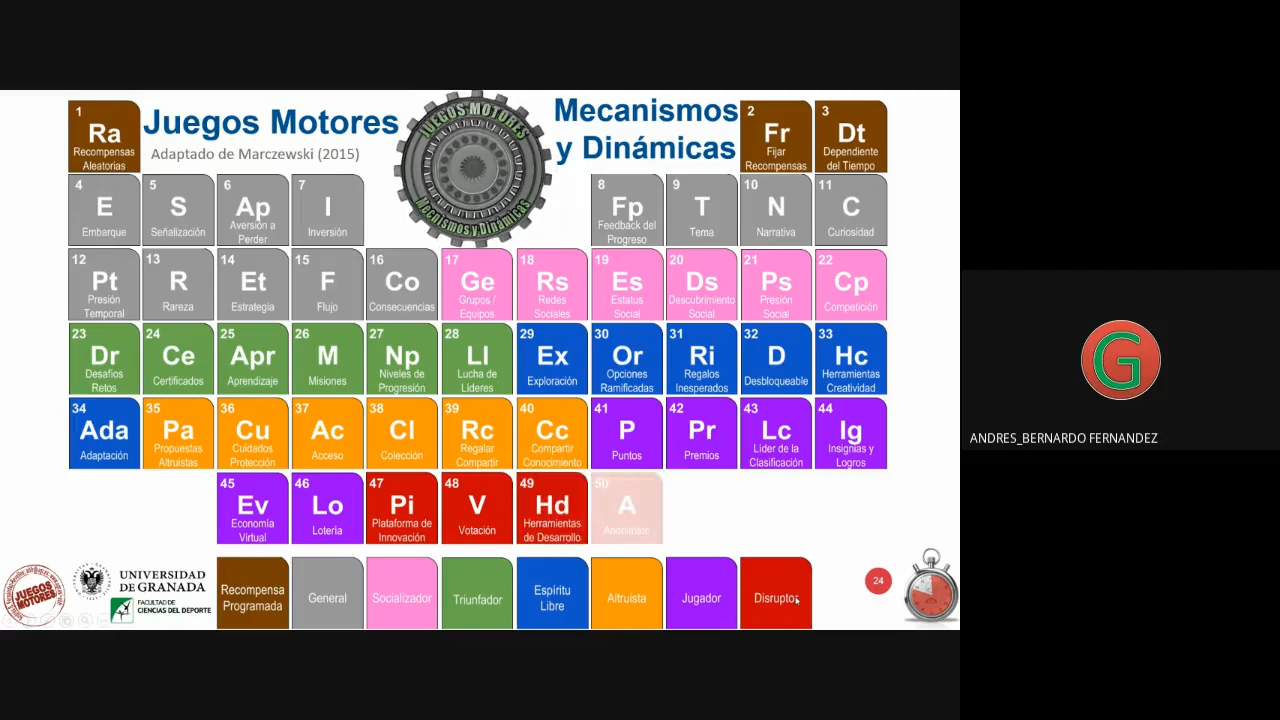 1
Ra
Recompensas
Aleatorias
Juegos Motores
Adaptado de Marczewski (2015)
JUEGOS MOTORES
Mecanismos y Dinámicas
Mecanismos
y Dinámicas
2
Fr
Fijar
Recompensas
3
Dt
Dependiente
del Tiempo
4
E
Embarque
5
S
Señalización
6
Ap
Aversión a
Perder
7
I
Inversión
8
Fp
Feedback del
Progreso
9
T
Tema
10
N
Narrativa
11
C
Curiosidad
12
Pt
Presión
Temporal
13
R
Rareza
14
Et
Estrategia
15
F
Flujo
16
Co
Consecuencias
17
Ge
Grupos /
Equipos
18
Rs
Redes
Sociales
19
Es
Estatus
Social
20
Ds
Descubrimiento
Social
21
Ps
Presión
Social
22
Cp
Competición
23
Dr
Desafíos
Retos
24
Ce
Certificados
25
Apr
Aprendizaje
26
M
Misiones
27
Np
Niveles de
Progresión
28
Ll
Lucha de
Lideres
29
Ex
Exploración
30
Or
Opciones
Ramificadas
31
Ri
Regalos
Inesperados
32
D
Desbloqueable
33
Hc
Herramientas
Creatividad
34
Ada
Adaptación
35
Pa
Propuestas
Altruistas
36
Cu
Cuidados
Protección
37
Ac
Acceso
38
Cl
Colección
39
Rc
Regalar
Compartir
40
Cc
Compartir
Conocimiento
41
P
Puntos
42
Pr
Premios
43
Lc
Líder de la
Clasificación
44
Ig
Insignias y
Logros
45
Ev
Economía
Virtual
46
Lo
Lotería
47
Pi
Plataforma de
Innovación
48
V
Votación
49
Hd
Herramientas
de Desarrollo
50
A
Anonimato
JUEGOS
MOTORES
UNIVERSIDAD
DE GRANADA
FACULTAD DE
CIENCIAS DEL DEPORTE
Recompensa
Programada
General
Socializador
Triunfador
Espíritu
Libre
Altruista
Jugador
Disruptor
24
G
ANDRES_BERNARDO FERNANDEZ